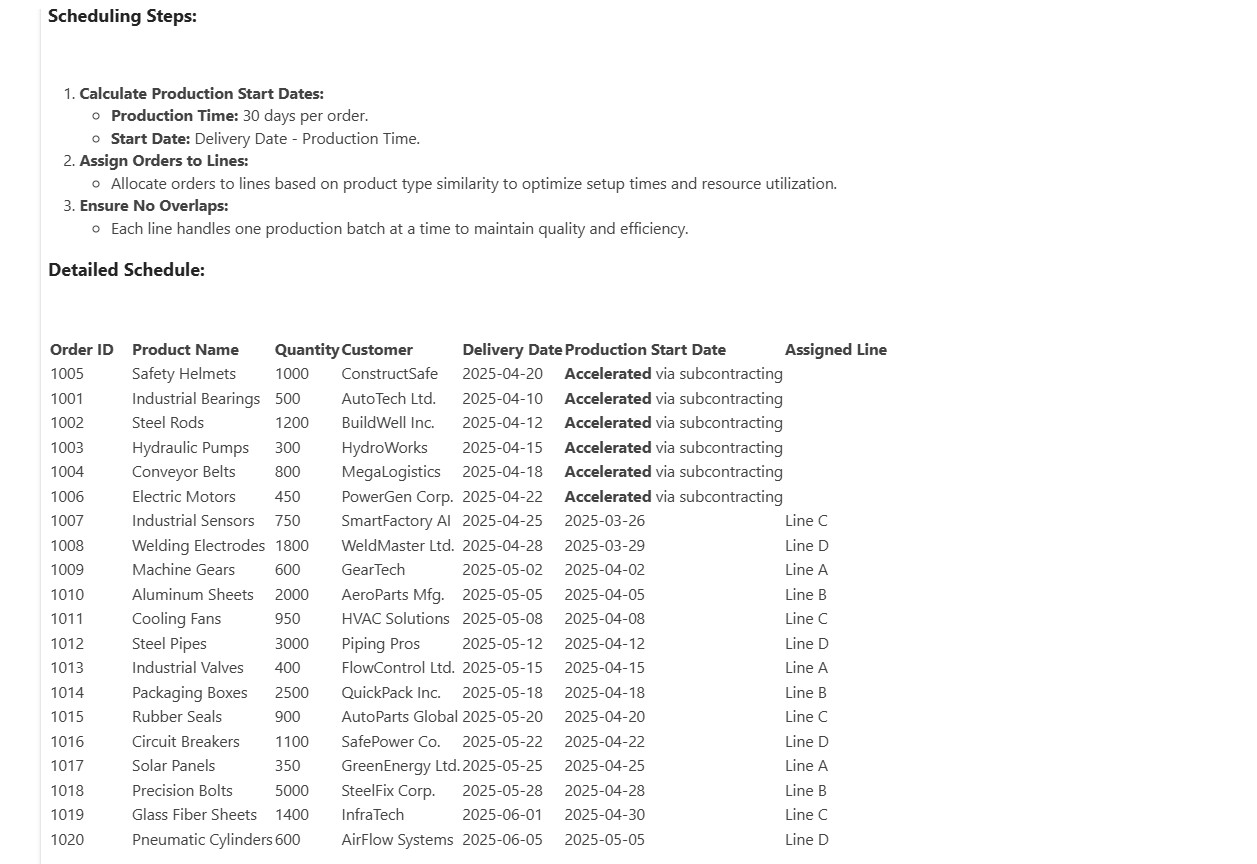 Scheduling Steps:
1. Calculate Production Start Dates:
Production Time: 30 days per order.
Start Date: Delivery Date - Production Time.
2. Assign Orders to Lines:
Allocate orders to lines based on product type similarity to optimize setup times and resource utilization.
3. Ensure No Overlaps:
Each line handles one production batch at a time to maintain quality and efficiency.
Detailed Schedule:
Order ID Product Name Quantity Customer Delivery Date Production Start Date Assigned Line
1005 Safety Helmets 1000 ConstructSafe 2025-04-20 Accelerated via subcontracting
1001 Industrial Bearings 500 AutoTech Ltd. 2025-04-10 Accelerated via subcontracting
1002 Steel Rods 1200 BuildWell Inc. 2025-04-12 Accelerated via subcontracting
1003 Hydraulic Pumps 300 HydroWorks 2025-04-15 Accelerated via subcontracting
1004 Conveyor Belts 800 MegaLogistics 2025-04-18 Accelerated via subcontracting
1006 Electric Motors 450 PowerGen Corp. 2025-04-22 Accelerated via subcontracting
1007 Industrial Sensors 750 SmartFactory AI 2025-04-25 2025-03-26 Line C
1008 Welding Electrodes 1800 WeldMaster Ltd. 2025-04-28 2025-03-29 Line D
1009 Machine Gears 600 GearTech 2025-05-02 2025-04-02 Line A
1010 Aluminum Sheets 2000 AeroParts Mfg. 2025-05-05 2025-04-05 Line B
1011 Cooling Fans 950 HVAC Solutions 2025-05-08 2025-04-08 Line C
1012 Steel Pipes 3000 Piping Pros 2025-05-12 2025-04-12 Line D
1013 Industrial Valves 400 FlowControl Ltd. 2025-05-15 2025-04-15 Line A
1014 Packaging Boxes 2500 QuickPack Inc. 2025-05-18 2025-04-18 Line B
1015 Rubber Seals 900 AutoParts Global 2025-05-20 2025-04-20 Line C
1016 Circuit Breakers 1100 SafePower Co. 2025-05-22 2025-04-22 Line D
1017 Solar Panels 350 GreenEnergy Ltd. 2025-05-25 2025-04-25 Line A
1018 Precision Bolts 5000 SteelFix Corp. 2025-05-28 2025-04-28 Line B
1019 Glass Fiber Sheets 1400 InfraTech 2025-06-01 2025-04-30 Line C
1020 Pneumatic Cylinders 600 AirFlow Systems 2025-06-05 2025-05-05 Line D